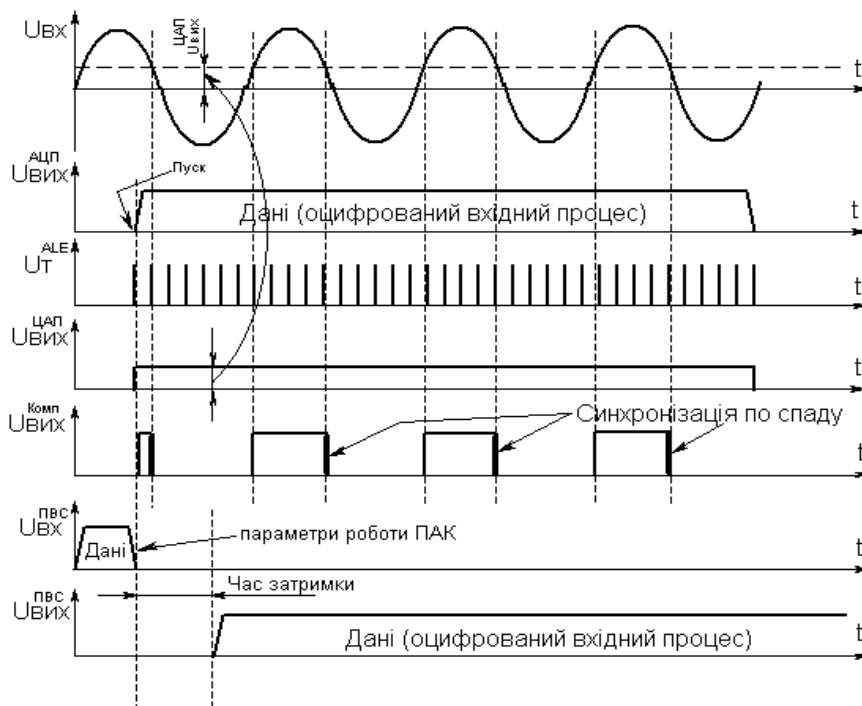 Uвх
ЦАП
Uвих
t
АЦП
Uвих
Пуск
Дані (оцифрований вхідний процес)
t
ALE
Uт
t
ЦАП
Uвих
t
Комп
Uвих
Синхронізація по спаду
t
ПВС
Uвх
Дані
параметри роботи ПАК
t
ПВС
Uвих
Час затримки
Дані (оцифрований вхідний процес)
t